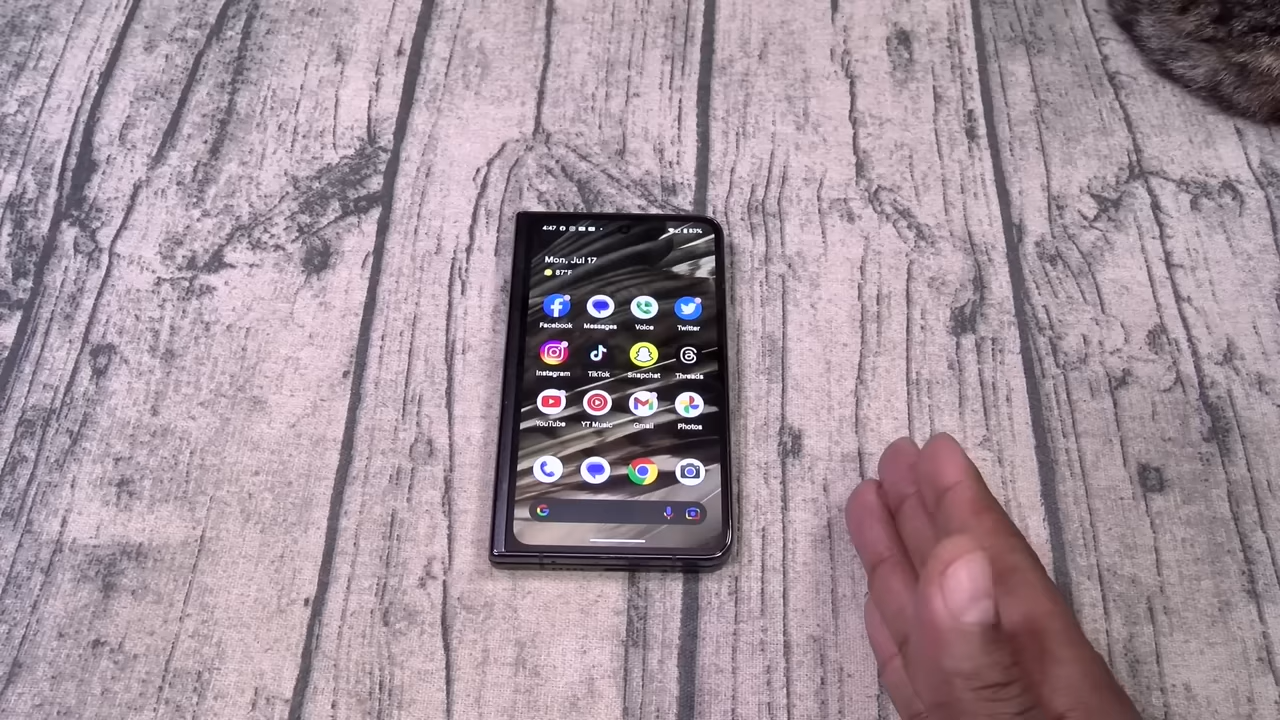 4:47 83%
Mon, Jul 17
87°F
Facebook Messages Voice Twitter
Instagram TikTok Snapchat Threads
YouTube YT Music Gmail Photos